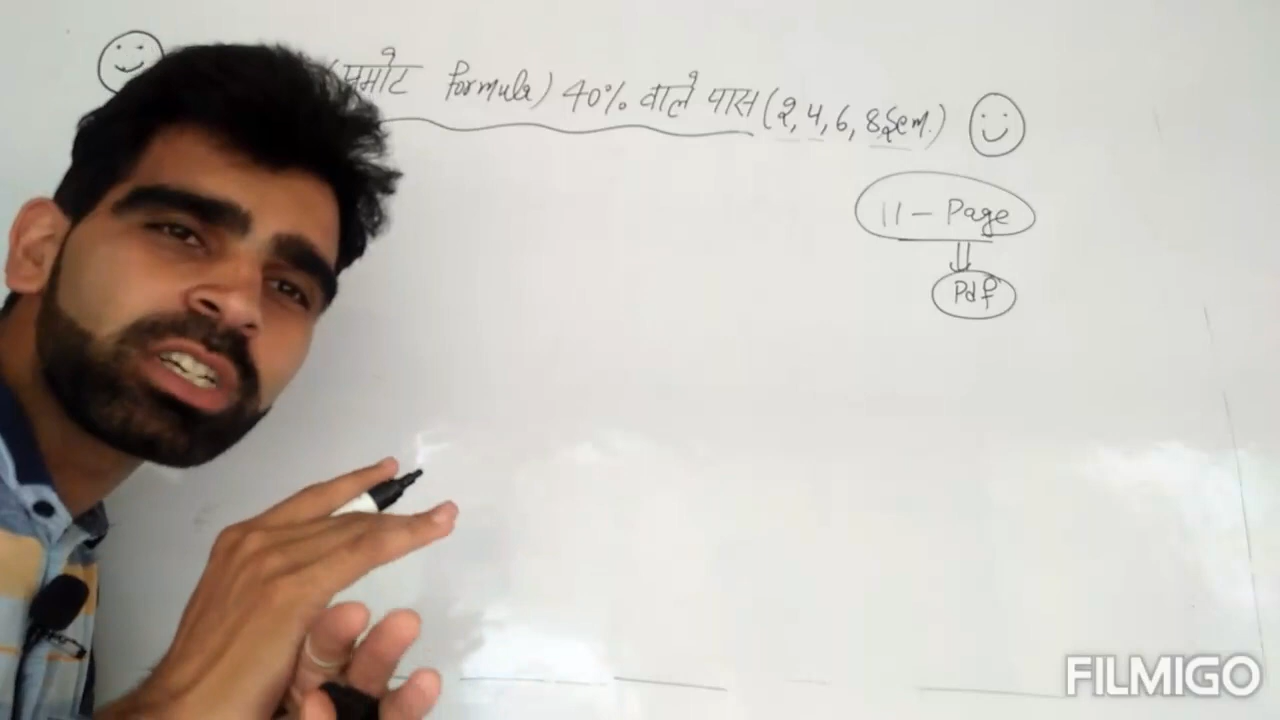 (प्रमोट Formula) 40% वाले पास (2, 4, 6, 8 Sem.)
11 - Page
Pdf
FILMIGO